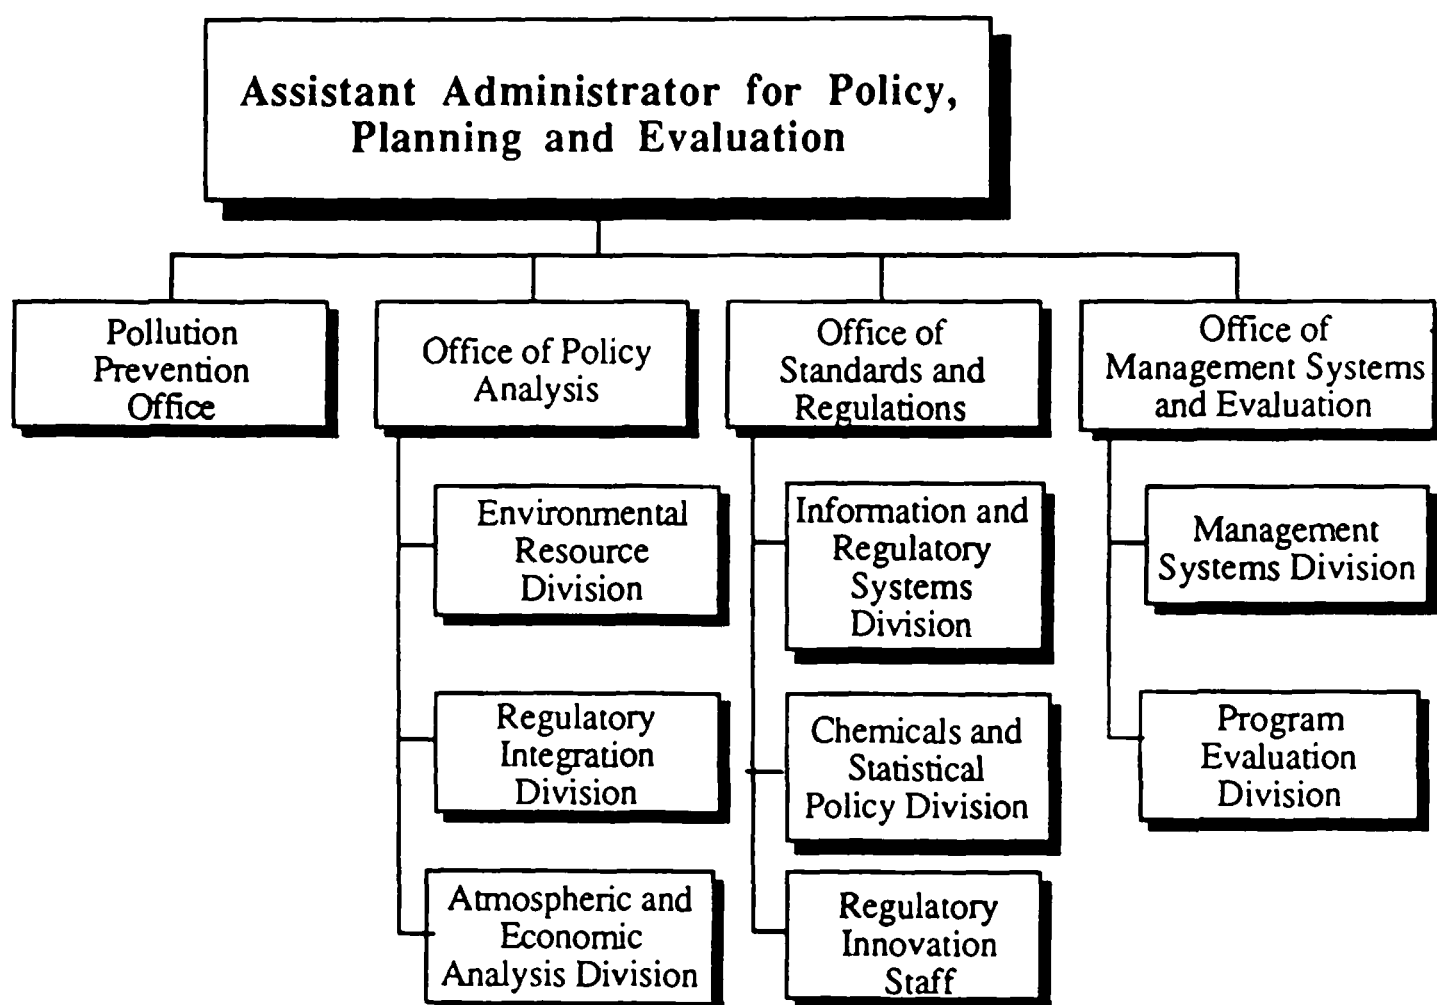 Assistant Administrator for Policy,
Planning and Evaluation
Pollution
Prevention
Office
Office of Policy
Analysis
Office of
Standards and
Regulations
Office of
Management Systems
and Evaluation
Environmental
Resource
Division
Information and
Regulatory
Systems
Division
Management
Systems Division
Regulatory
Integration
Division
Chemicals and
Statistical
Policy Division
Program
Evaluation
Division
Atmospheric and
Economic
Analysis Division
Regulatory
Innovation
Staff